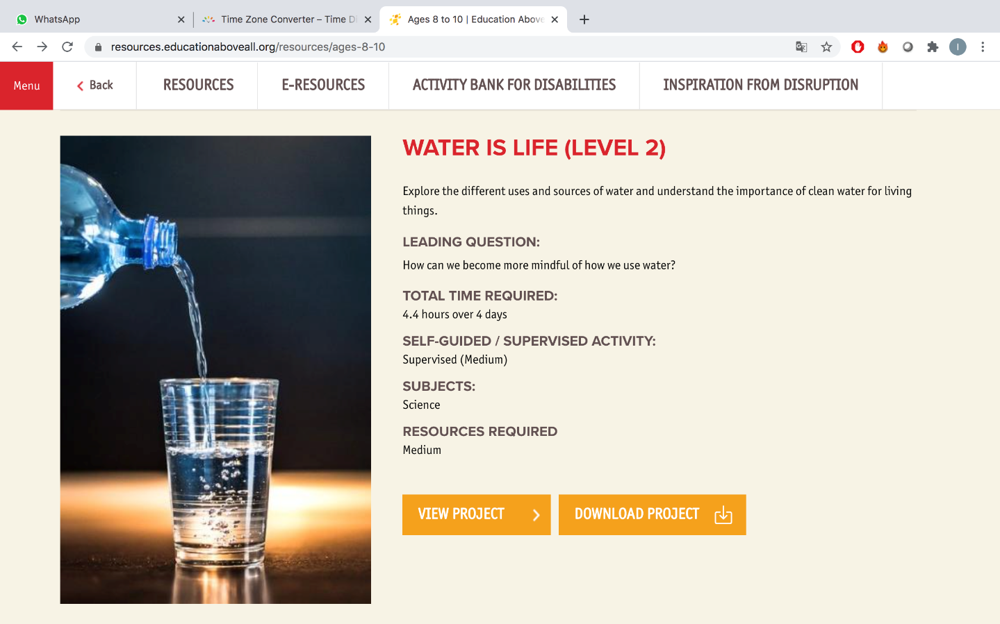 WhatsApp
Time Zone Converter – Time D
Ages 8 to 10 | Education Above
resources.educationaboveall.org/resources/ages-8-10
I
Menu
Back
RESOURCES
E-RESOURCES
ACTIVITY BANK FOR DISABILITIES
INSPIRATION FROM DISRUPTION
WATER IS LIFE (LEVEL 2)
Explore the different uses and sources of water and understand the importance of clean water for living
things.
LEADING QUESTION:
How can we become more mindful of how we use water?
TOTAL TIME REQUIRED:
4.4 hours over 4 days
SELF-GUIDED / SUPERVISED ACTIVITY:
Supervised (Medium)
SUBJECTS:
Science
RESOURCES REQUIRED
Medium
VIEW PROJECT
DOWNLOAD PROJECT